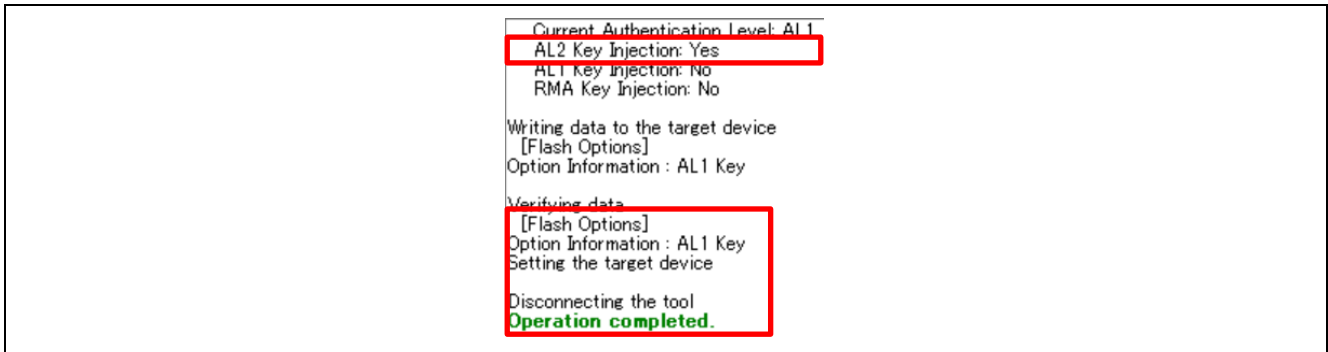 Current Authentication Level: AL1
AL2 Key Injection: Yes
AL1 Key Injection: No
RMA Key Injection: No
Writing data to the target device
[Flash Options]
Option Information : AL1 Key
Verifying data
[Flash Options]
Option Information : AL1 Key
Setting the target device
Disconnecting the tool
Operation completed.